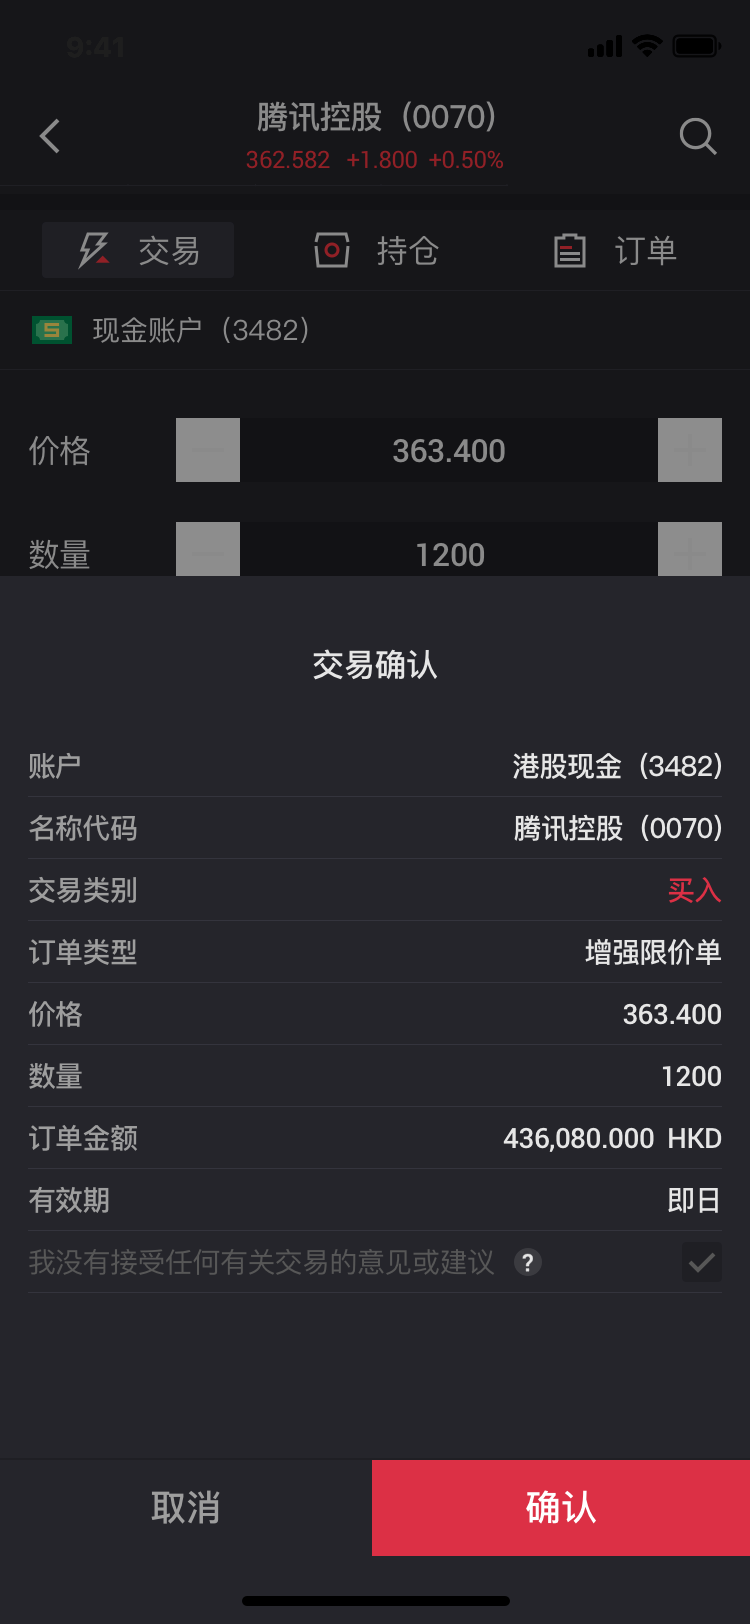 9:41
腾讯控股（0070）
362.582 +1.800 +0.50%
交易 持仓 订单
现金账户（3482）
价格 363.400
数量 1200
交易确认
账户 港股现金（3482）
名称代码 腾讯控股（0070）
交易类别 买入
订单类型 增强限价单
价格 363.400
数量 1200
订单金额 436,080.000 HKD
有效期 即日
我没有接受任何有关交易的意见或建议 ?
取消 确认